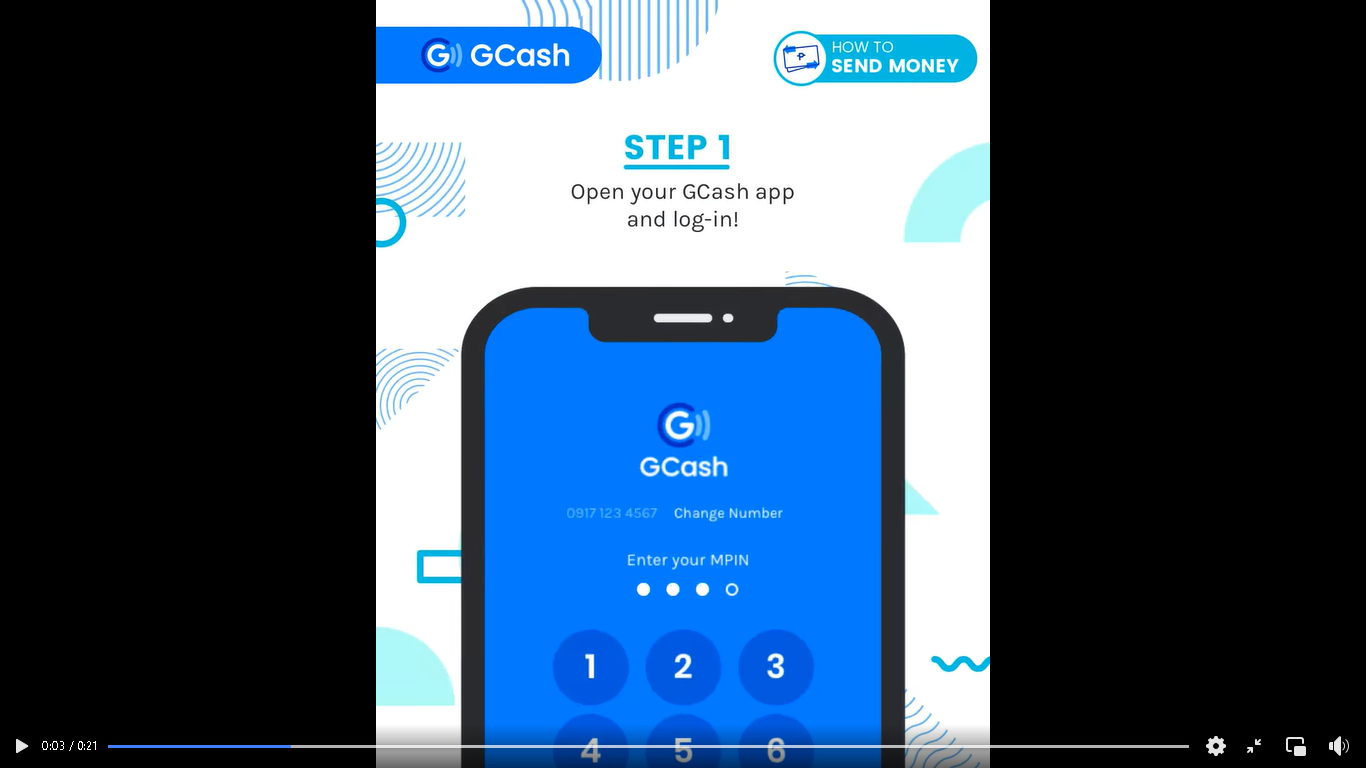 GCash
HOW TO
SEND MONEY
STEP 1
Open your GCash app
and log-in!
G
GCash
0917 123 4567 Change Number
Enter your MPIN
1 2 3
4 5 6
0:03 / 0:21